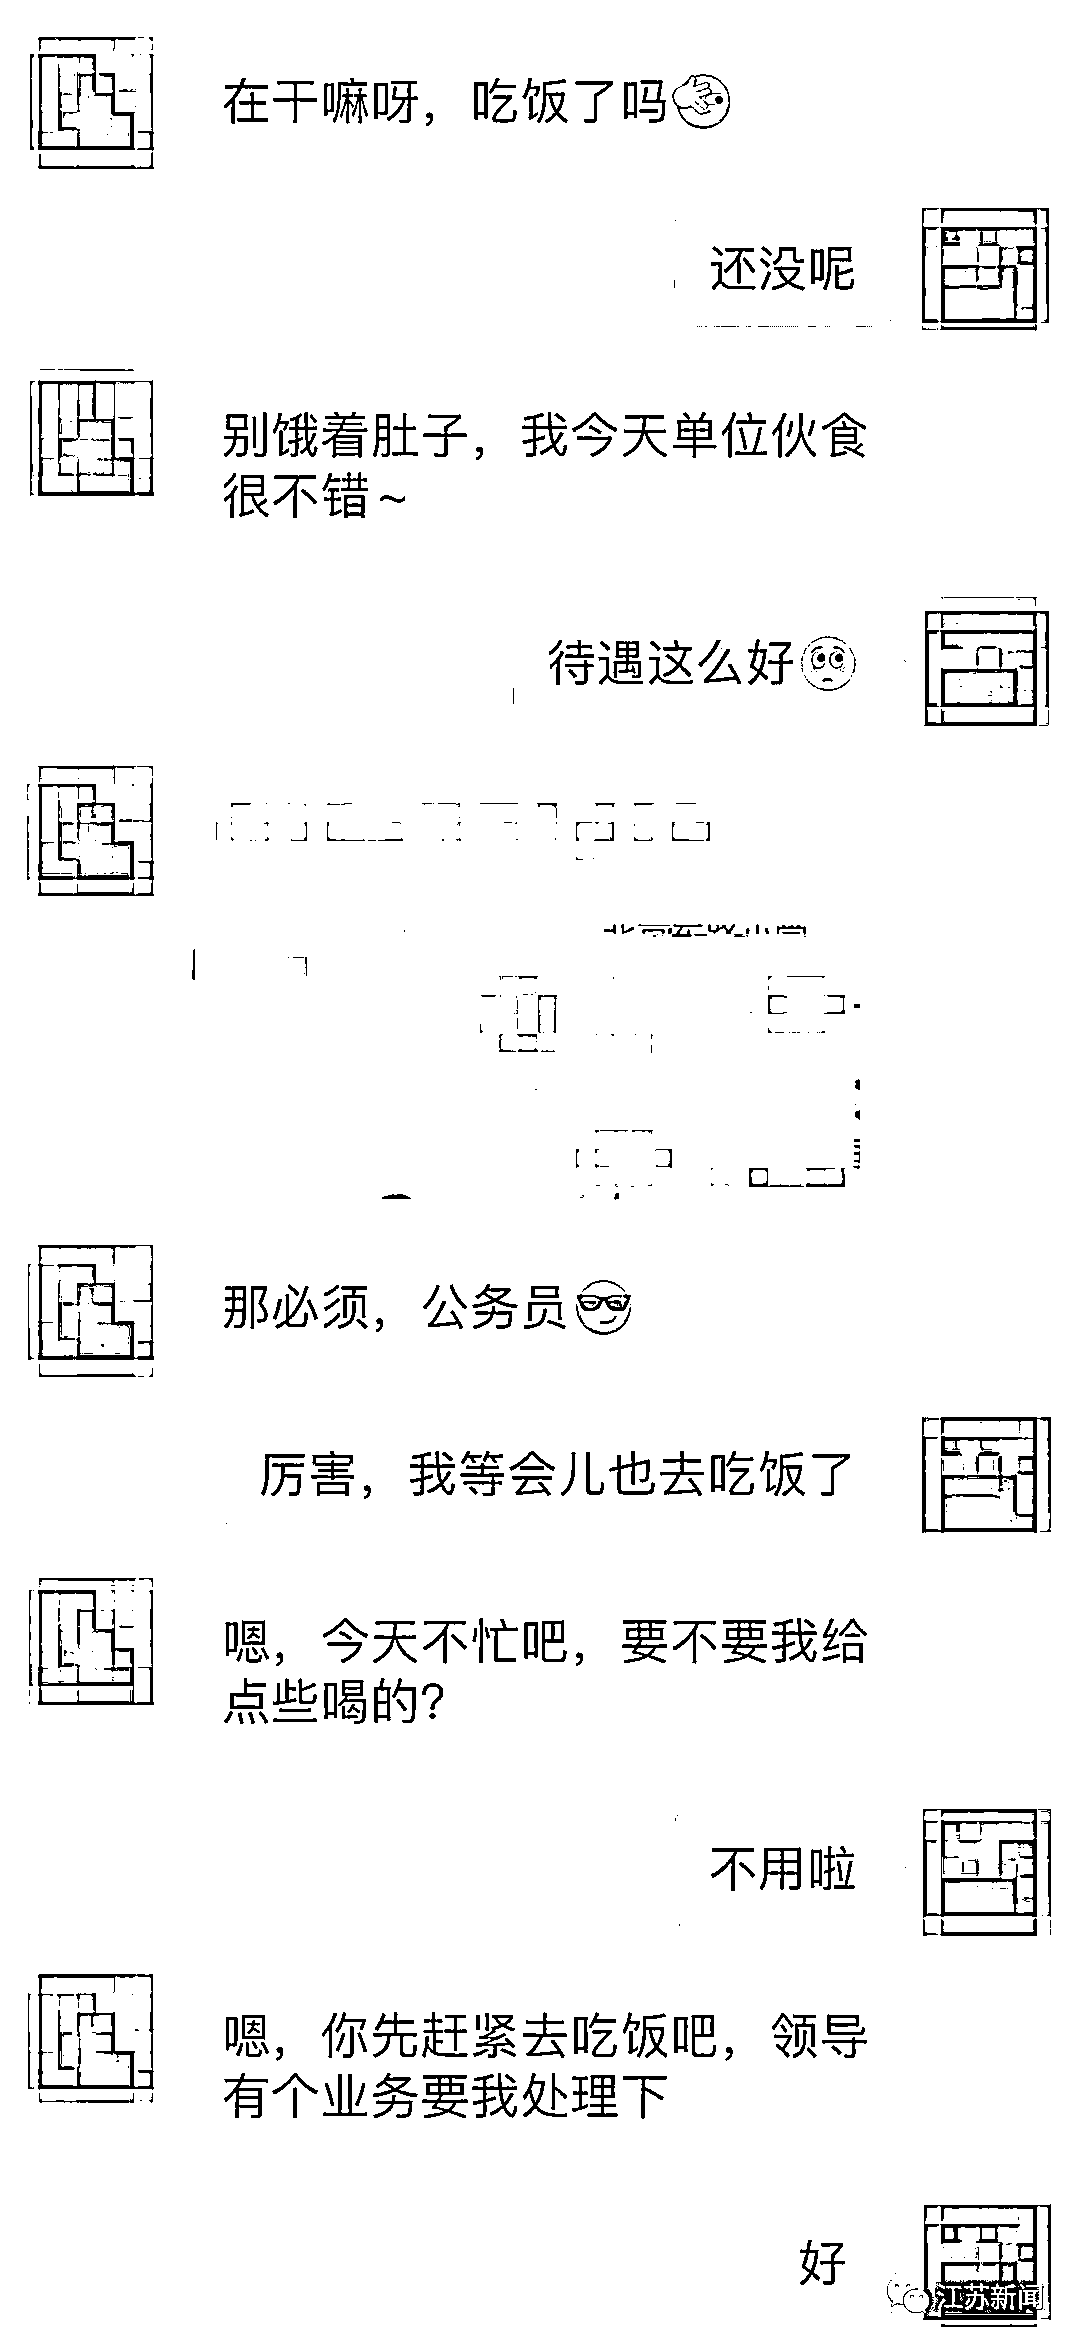 在干嘛呀，吃饭了吗
还没呢
别饿着肚子，我今天单位伙食
很不错~
待遇这么好
那必须，公务员
厉害，我等会儿也去吃饭了
嗯，今天不忙吧，要不要我给
点些喝的？
不用啦
嗯，你先赶紧去吃饭吧，领导
有个业务要我处理下
好
江苏新闻